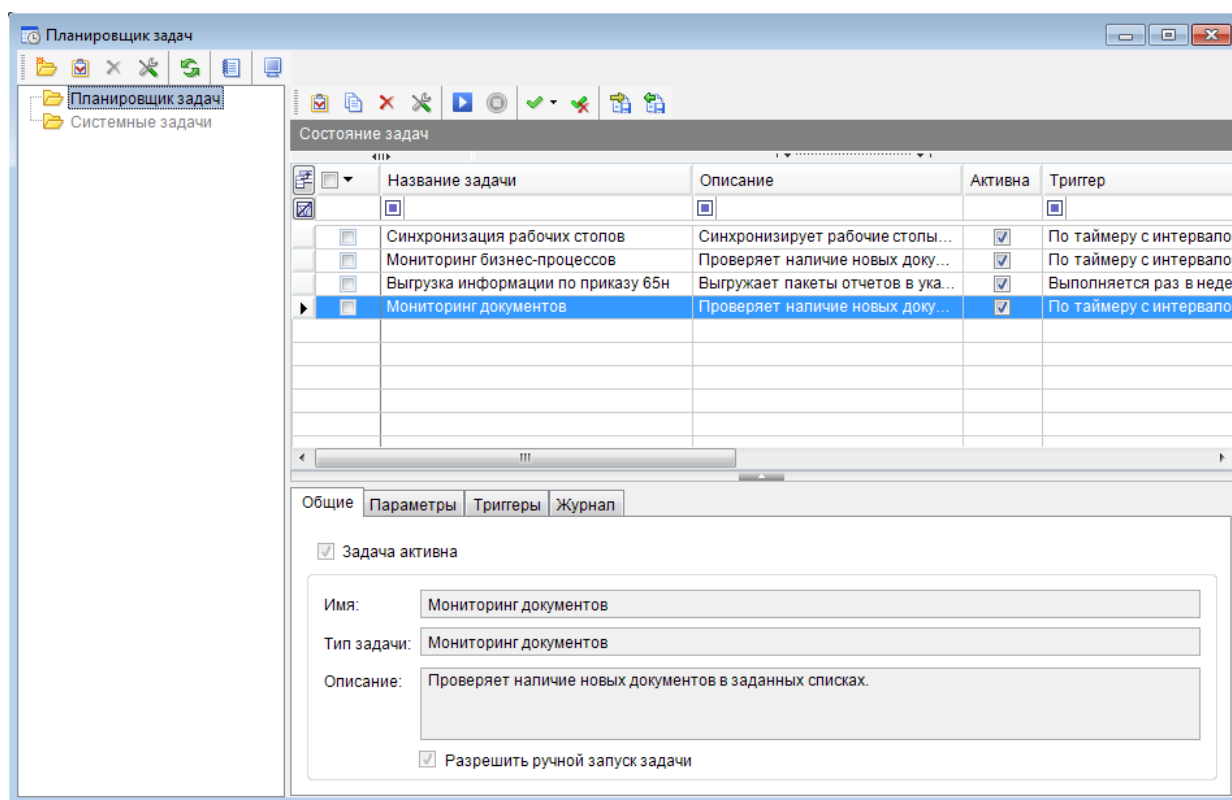 Планировщик задач
Планировщик задач
Системные задачи
Состояние задач
Название задачи Описание Активна Триггер
Синхронизация рабочих столов Синхронизирует рабочие столы... По таймеру с интервало
Мониторинг бизнес-процессов Проверяет наличие новых доку... По таймеру с интервало
Выгрузка информации по приказу 65н Выгружает пакеты отчетов в ука... Выполняется раз в неде
Мониторинг документов Проверяет наличие новых доку... По таймеру с интервало
Общие Параметры Триггеры Журнал
Задача активна
Имя: Мониторинг документов
Тип задачи: Мониторинг документов
Описание: Проверяет наличие новых документов в заданных списках.
Разрешить ручной запуск задачи